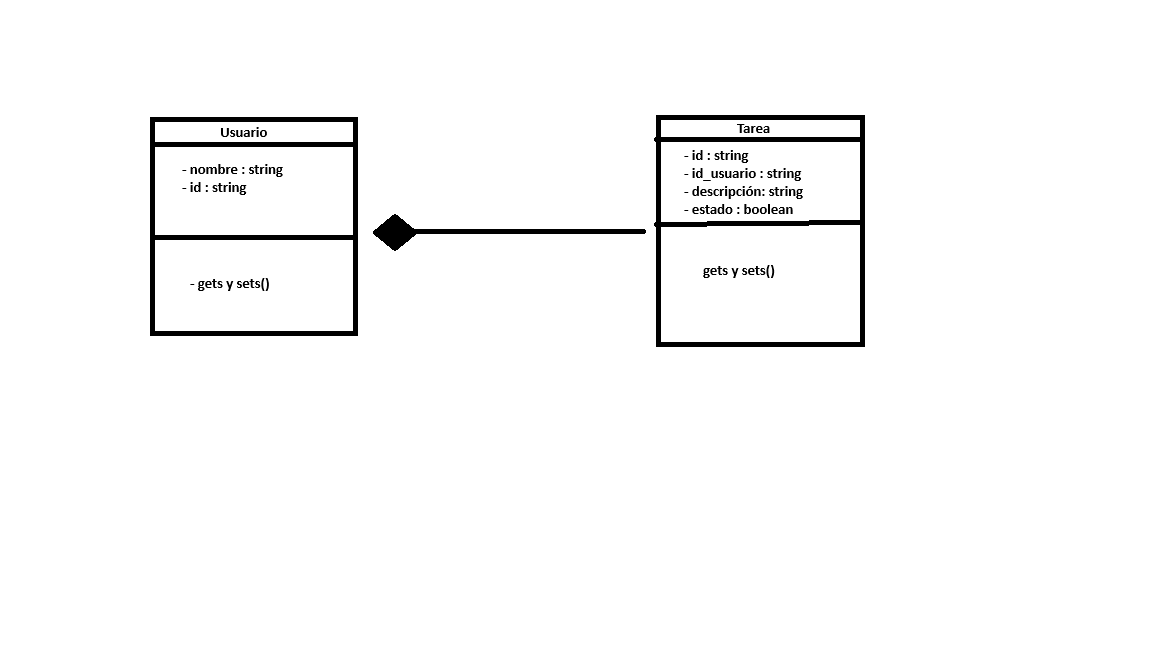 Usuario
- nombre : string
- id : string
- gets y sets()
Tarea
- id : string
- id_usuario : string
- descripción: string
- estado : boolean
gets y sets()